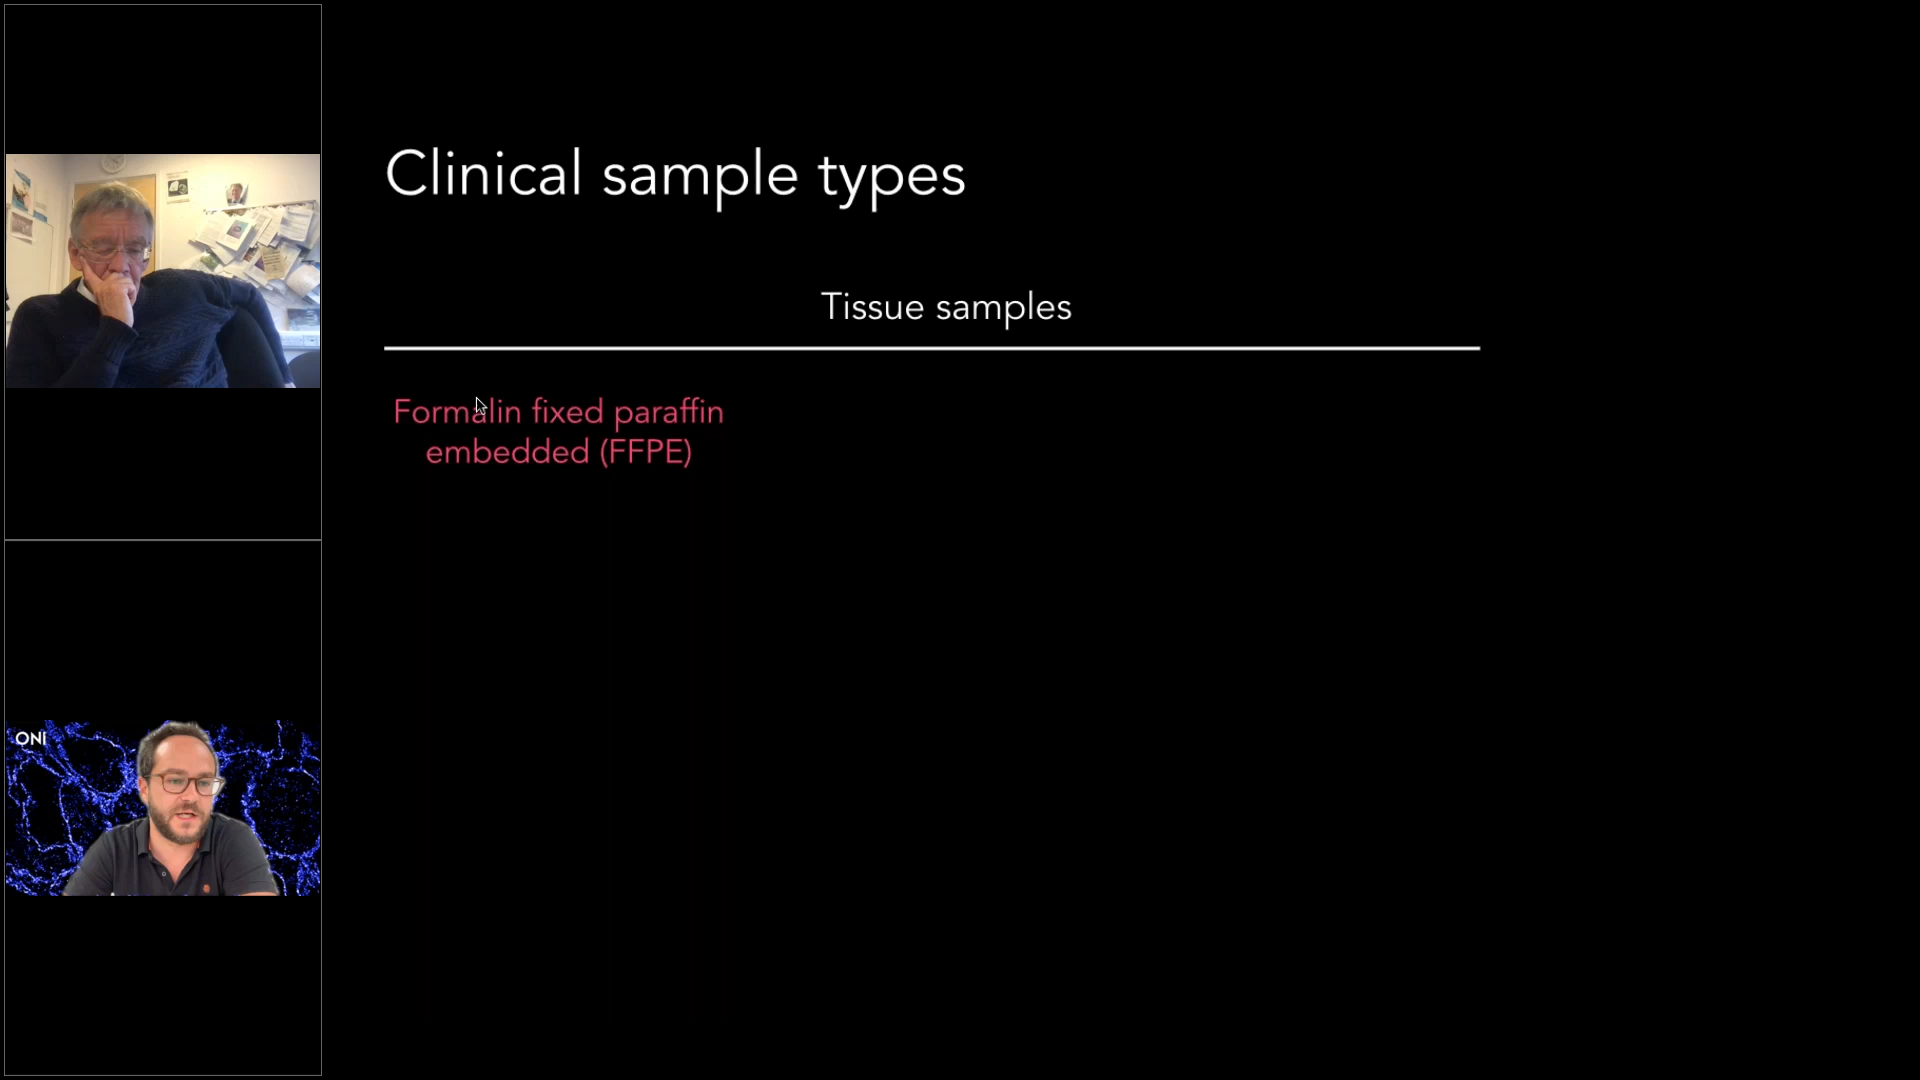 Clinical sample types
Tissue samples
Formalin fixed paraffin
embedded (FFPE)
ONI